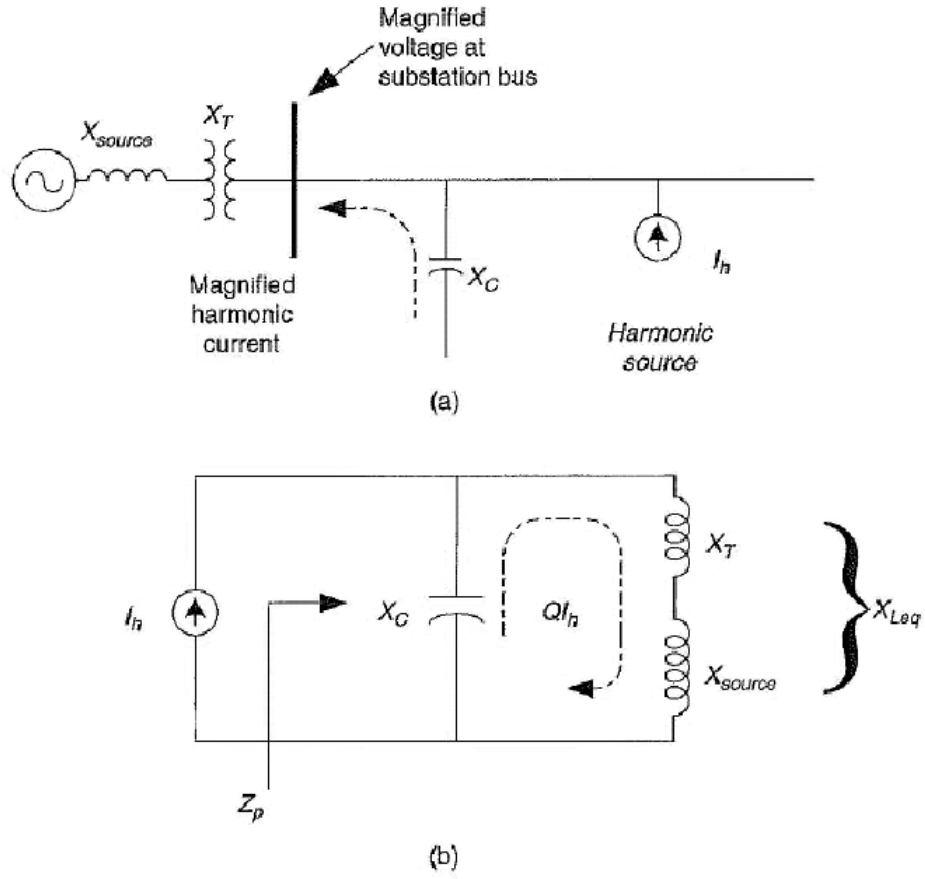 Magnified
voltage at
substation bus
X_source
X_T
Magnified
harmonic
current
X_C
I_h
Harmonic
source
(a)
I_h
X_C
QI_h
X_T
X_source
X_Leq
Z_p
(b)